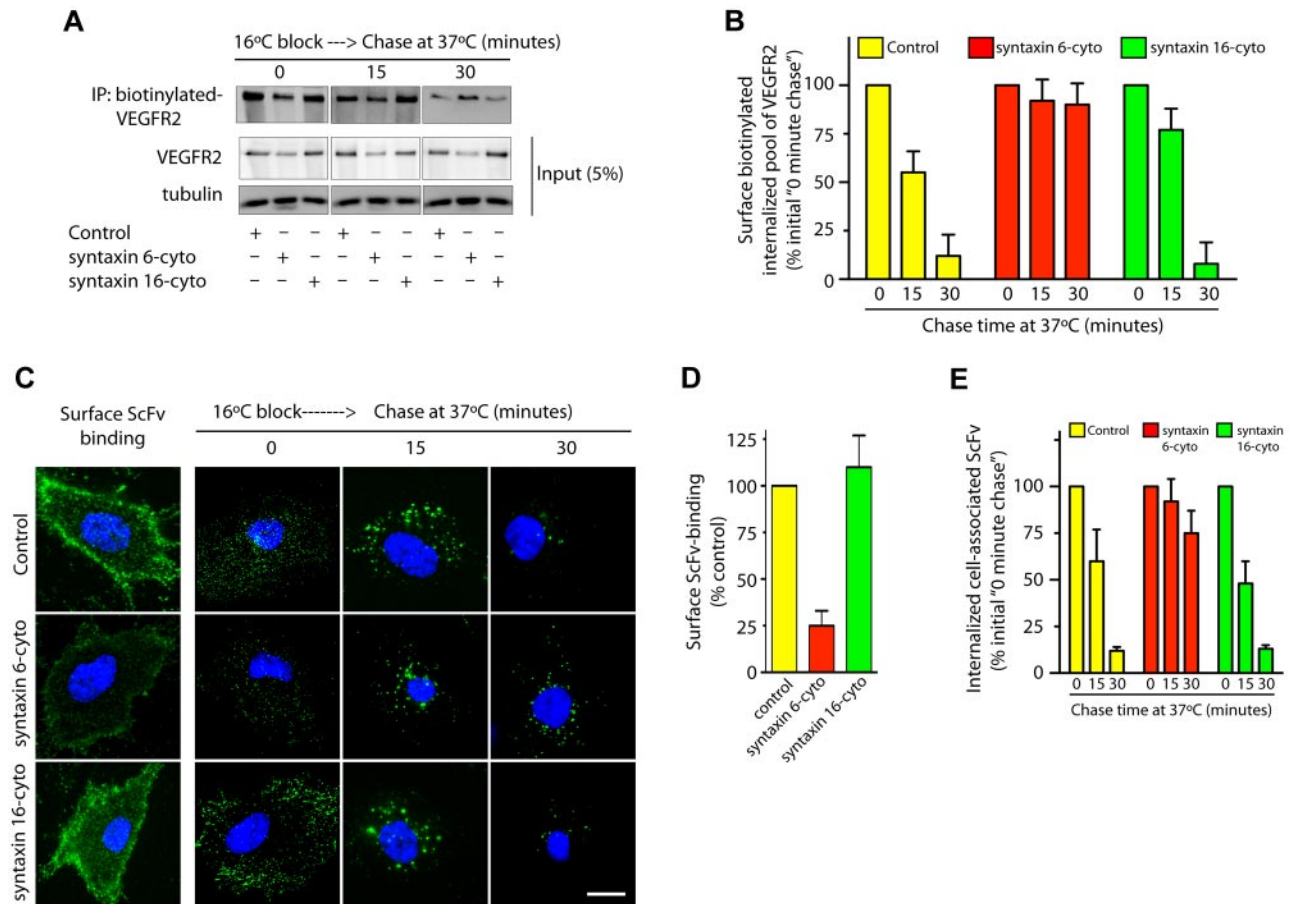 A
16ºC block ---> Chase at 37ºC (minutes)
0 15 30
IP: biotinylated-
VEGFR2
VEGFR2
tubulin
Input (5%)
Control + – – + – – + – –
syntaxin 6-cyto – + – – + – – + –
syntaxin 16-cyto – – + – – + – – +
B
Control syntaxin 6-cyto syntaxin 16-cyto
Surface biotinylated
internalized pool of VEGFR2
(% initial “0 minute chase”)
100
75
50
25
0
0 15 30 0 15 30 0 15 30
Chase time at 37ºC (minutes)
C
Surface ScFv
binding
16ºC block-------> Chase at 37ºC (minutes)
0 15 30
Control
syntaxin 6-cyto
syntaxin 16-cyto
D
Surface ScFv-binding
(% control)
125
100
75
50
25
0
control
syntaxin 6-cyto
syntaxin 16-cyto
E
Control syntaxin
6-cyto
syntaxin
16-cyto
Internalized cell-associated ScFv
(% initial “0 minute chase”)
100
75
50
25
0
0 15 30 0 15 30 0 15 30
Chase time at 37ºC (minutes)